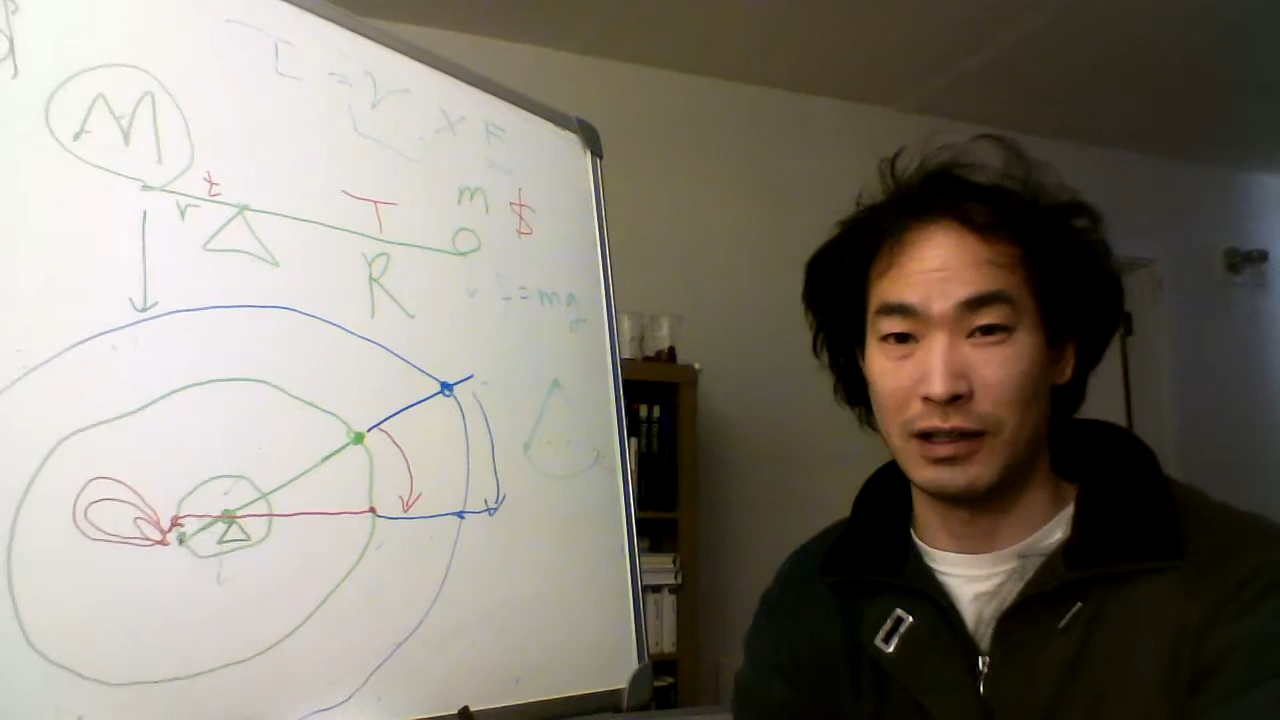 τ = r x F
M
t
T
m
$
r
R
= mg